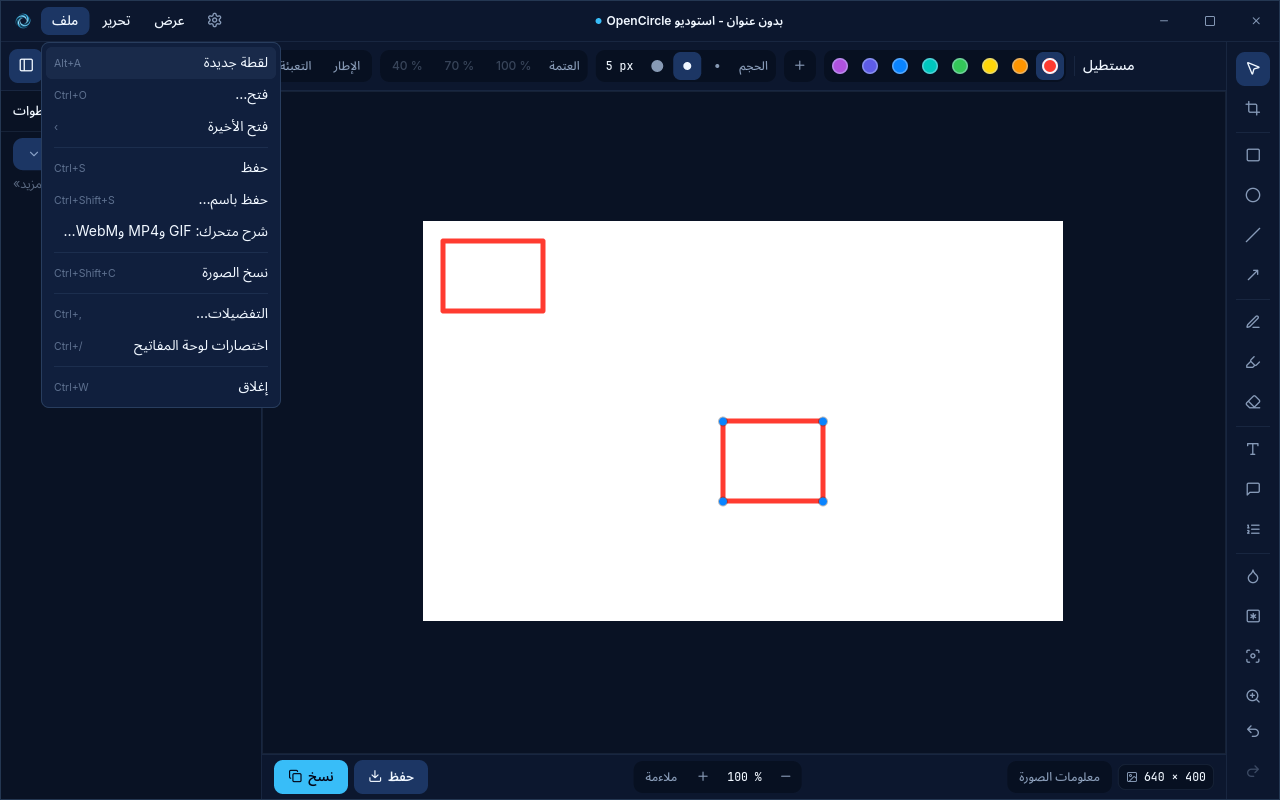 ملف
تحرير
عرض
بدون عنوان - استوديو OpenCircle
لقطة جديدة Alt+A
فتح... Ctrl+O
فتح الأخيرة
حفظ Ctrl+S
حفظ باسم... Ctrl+Shift+S
شرح متحرك: GIF وMP4 وWebM...
نسخ الصورة Ctrl+Shift+C
التفضيلات... Ctrl+,
اختصارات لوحة المفاتيح Ctrl+/
إغلاق Ctrl+W
مستطيل
الحجم
5 px
العتمة
100 %
70 %
40 %
الإطار
التعبئة
نسخ
حفظ
ملاءمة
100 %
معلومات الصورة
640 × 400